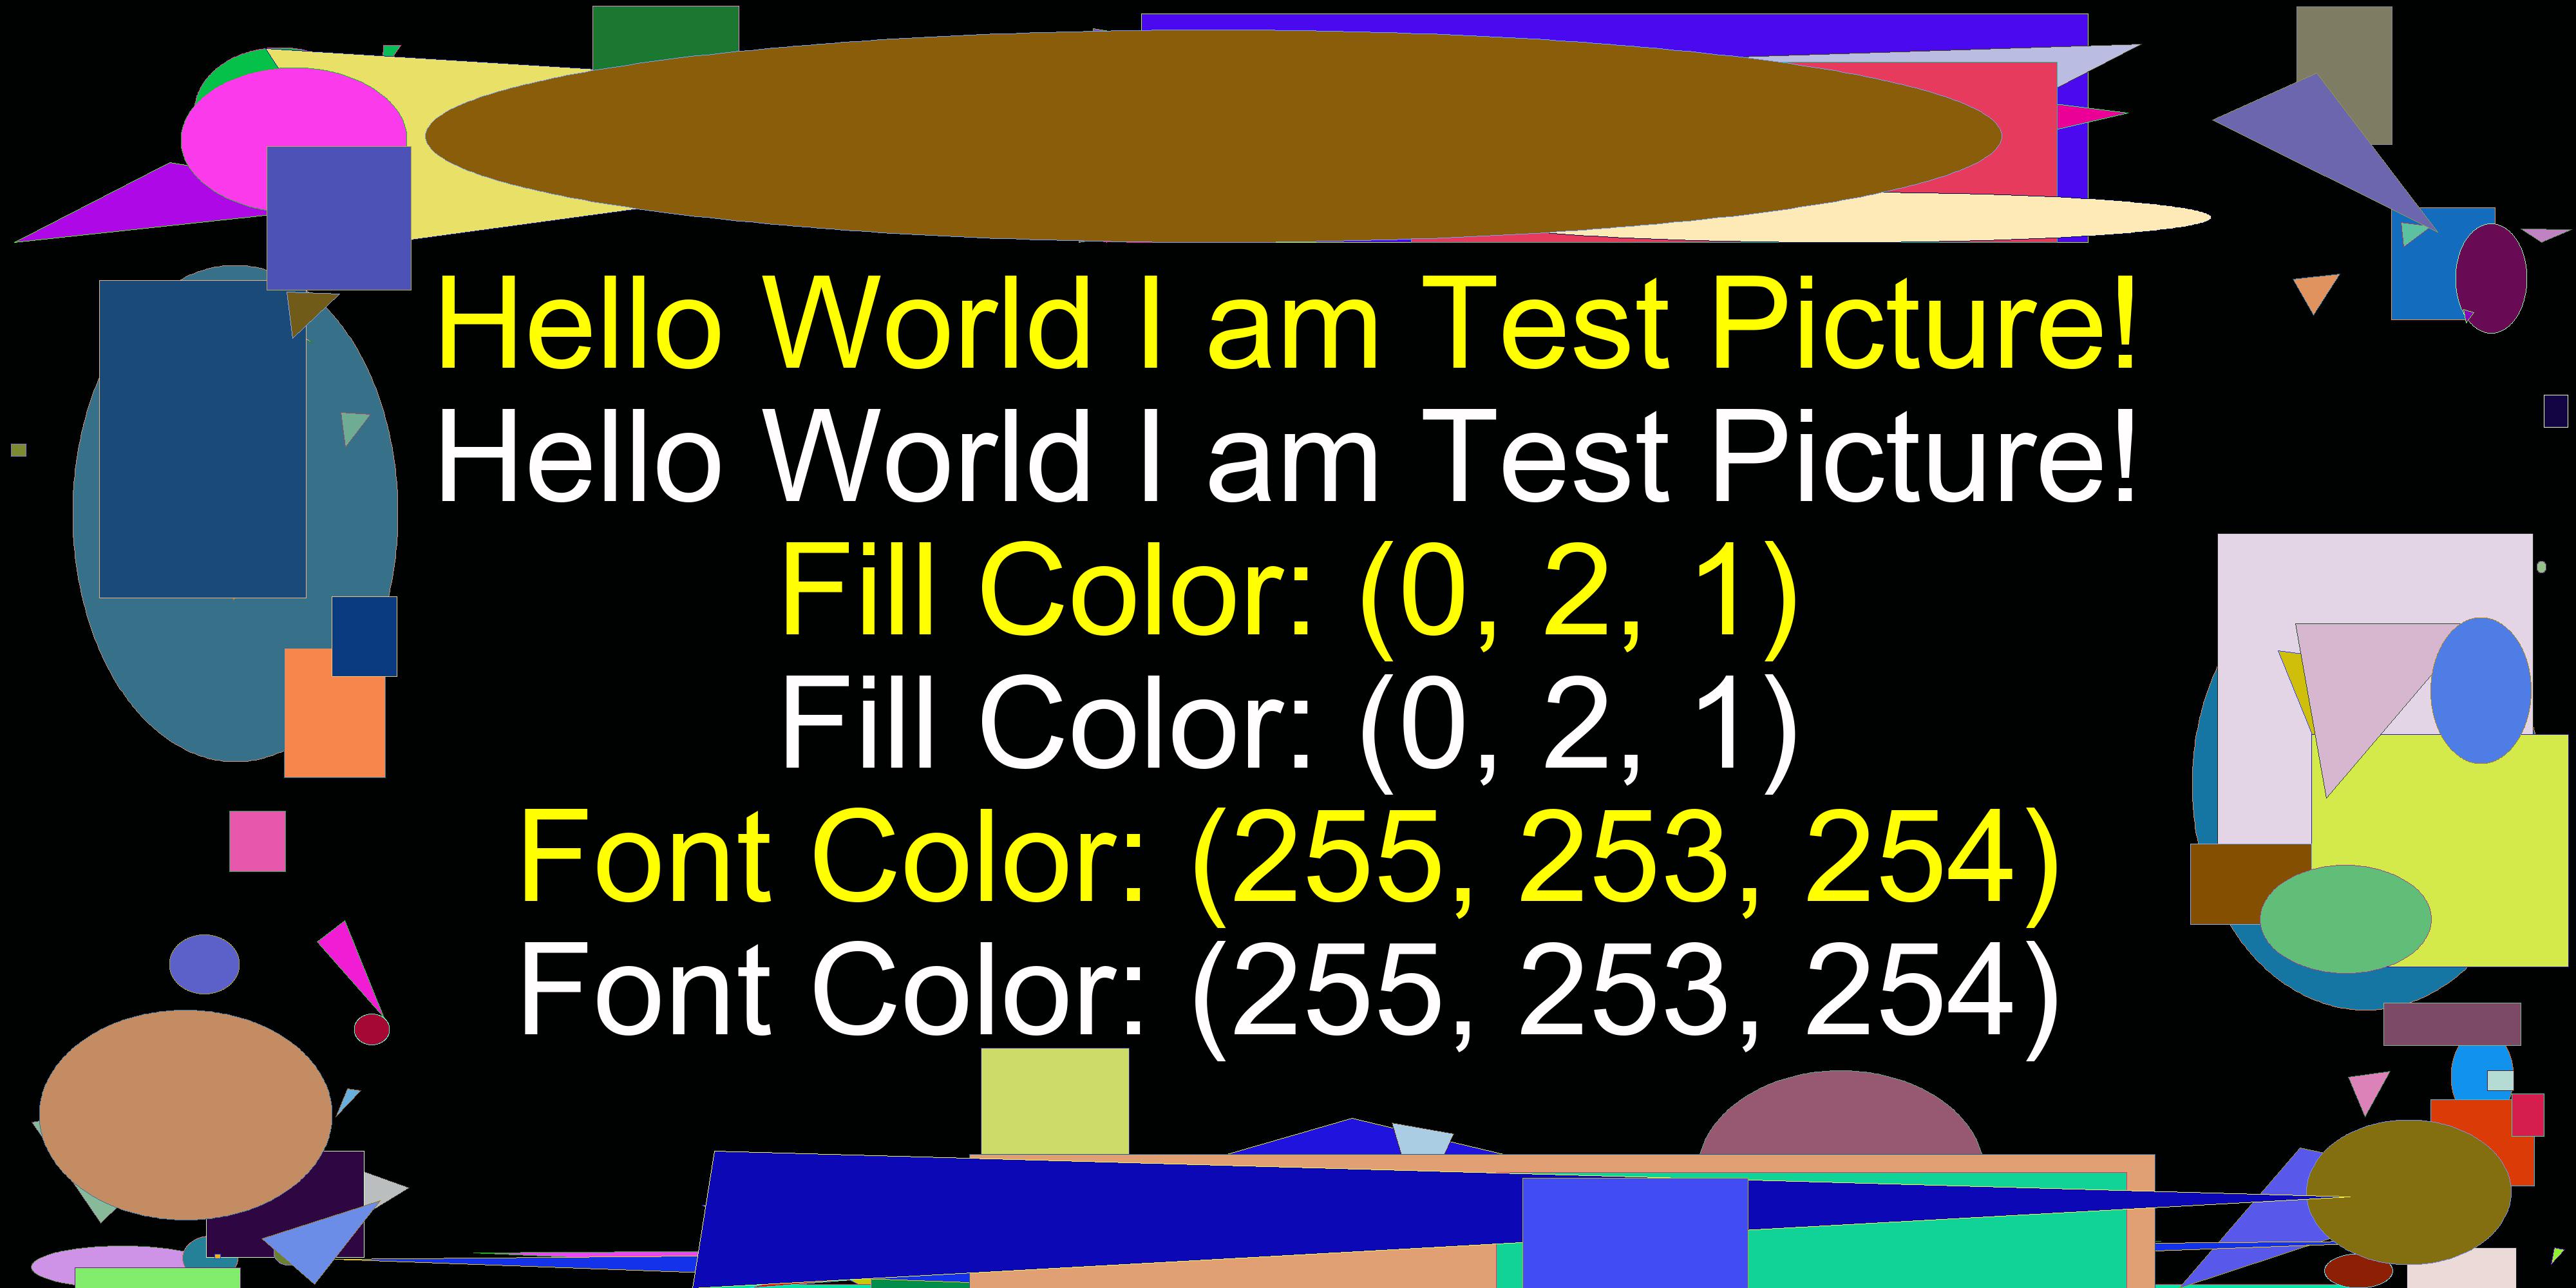 Hello World I am Test Picture!
Hello World I am Test Picture!
Fill Color: (0, 2, 1)
Fill Color: (0, 2, 1)
Font Color: (255, 253, 254)
Font Color: (255, 253, 254)